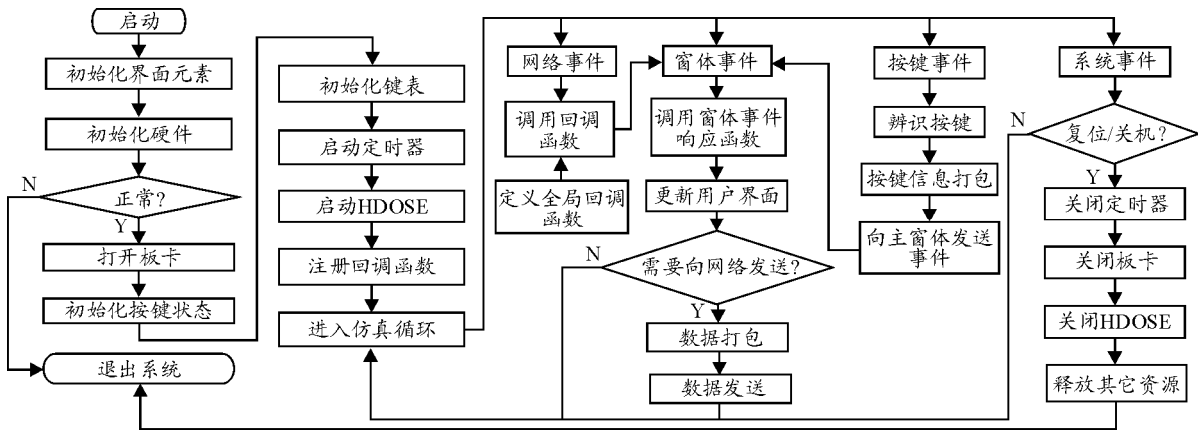 启动
初始化界面元素
初始化硬件
N
正常?
Y
打开板卡
初始化按键状态
退出系统
初始化键表
启动定时器
启动HDOSE
注册回调函数
进入仿真循环
网络事件
调用回调
函数
定义全局回调
函数
窗体事件
调用窗体事件
响应函数
更新用户界面
N
需要向网络发送?
Y
数据打包
数据发送
按键事件
辨识按键
按键信息打包
向主窗体发送
事件
系统事件
N
复位/关机?
Y
关闭定时器
关闭板卡
关闭HDOSE
释放其它资源